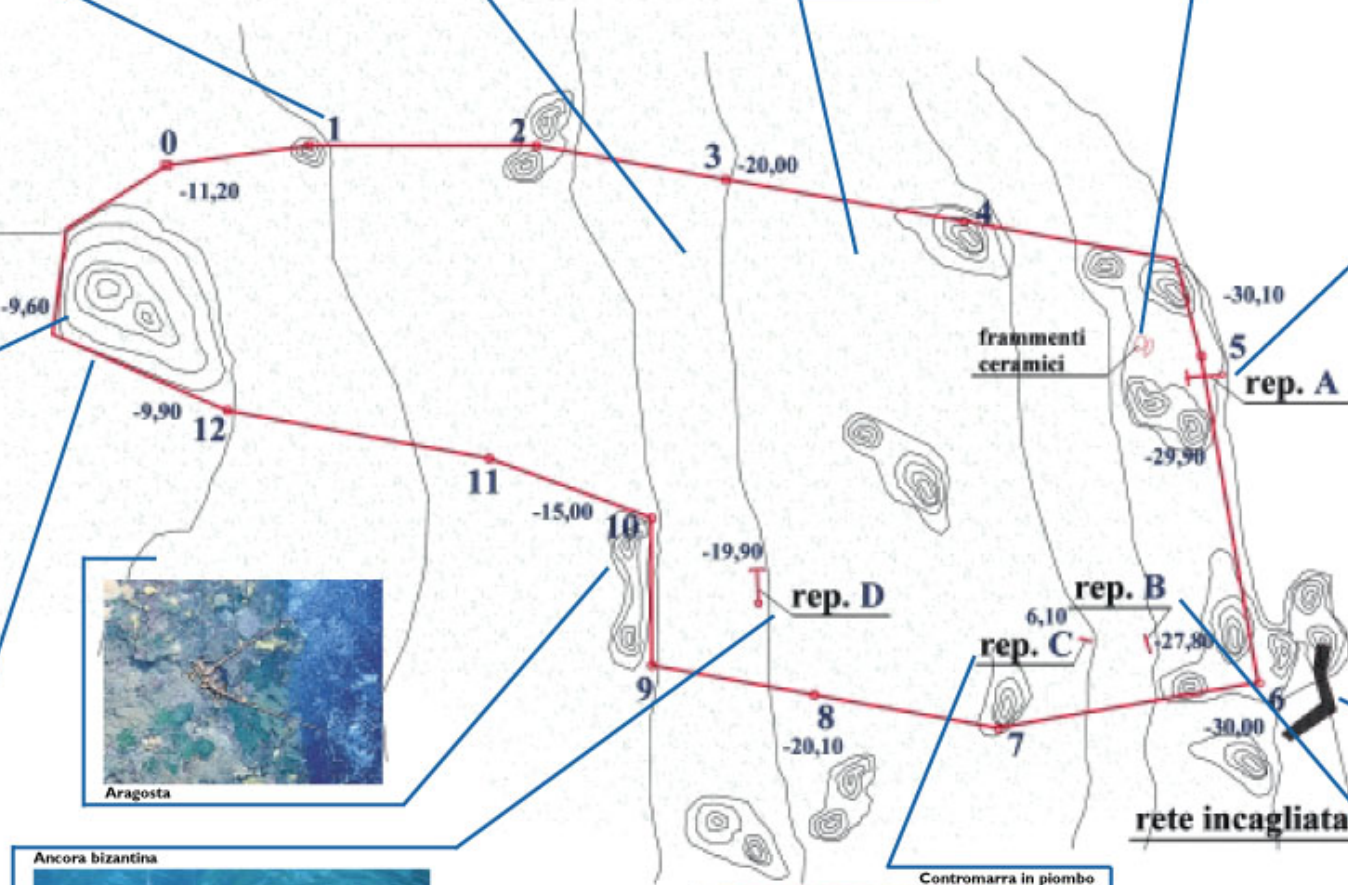 0
1
2
3
-20,00
-11,20
4
-9,60
-30,10
frammenti
ceramici
5
rep. A
-9,90
12
11
-29,90
-15,00
10
-19,90
rep. D
rep. B
6,10
rep. C
-27,80
9
8
-20,10
7
6
-30,00
rete incagliata
Aragosta
Ancora bizantina
Contromarra in piombo